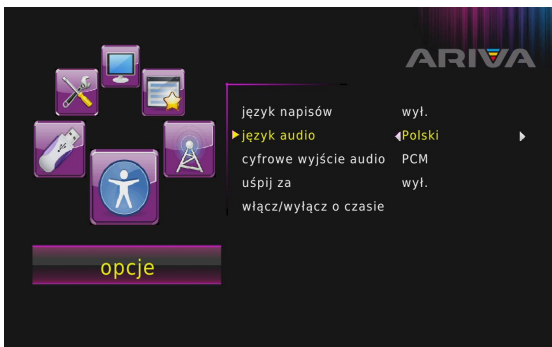 ARIVA
język napisów wył.
język audio Polski
cyfrowe wyjście audio PCM
uśpij za wył.
włącz/wyłącz o czasie
opcje